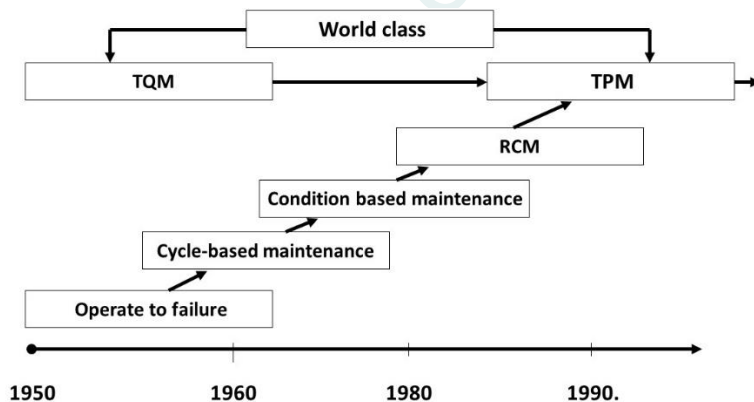 World class
TQM
TPM
RCM
Condition based maintenance
Cycle-based maintenance
Operate to failure
1950
1960
1980
1990.